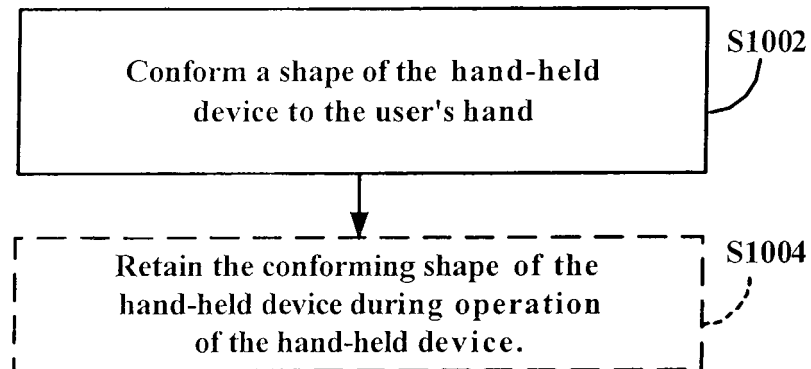 S1002
Conform a shape of the hand-held
device to the user's hand
S1004
Retain the conforming shape of the
hand-held device during operation
of the hand-held device.